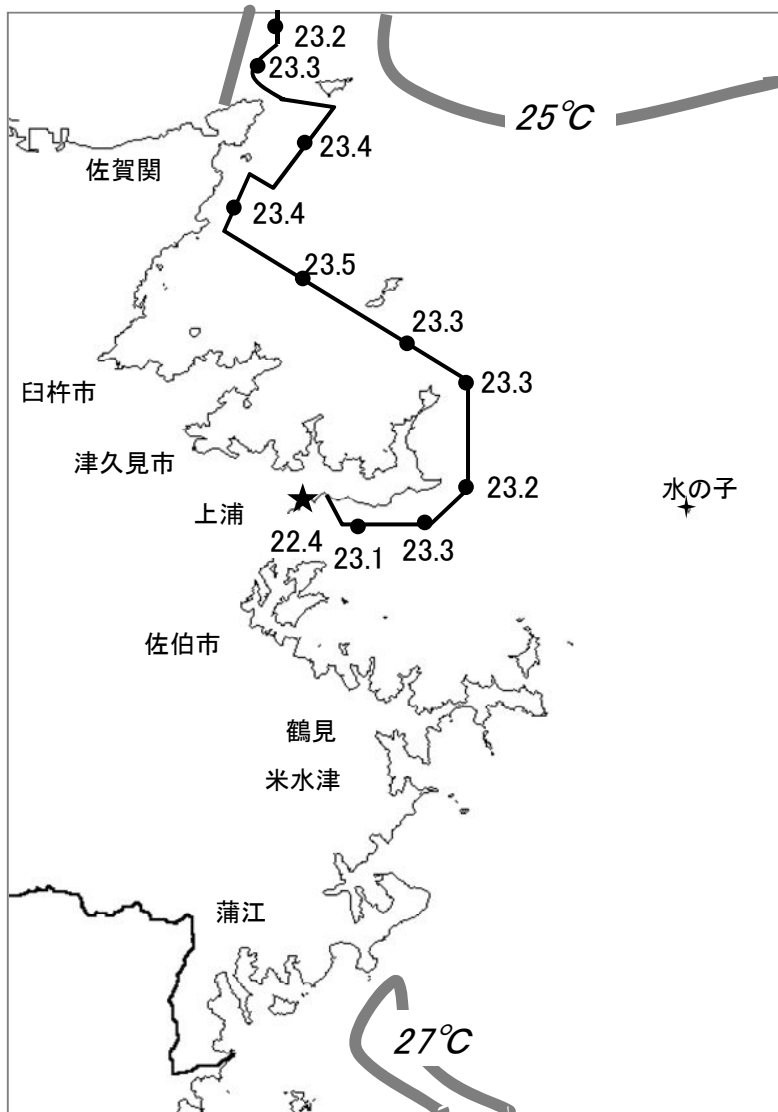 23.2
23.3
25℃
23.4
佐賀関
23.4
23.5
23.3
23.3
臼杵市
津久見市
23.2
水の子
上浦
22.4
23.1
23.3
佐伯市
鶴見
米水津
蒲江
27℃